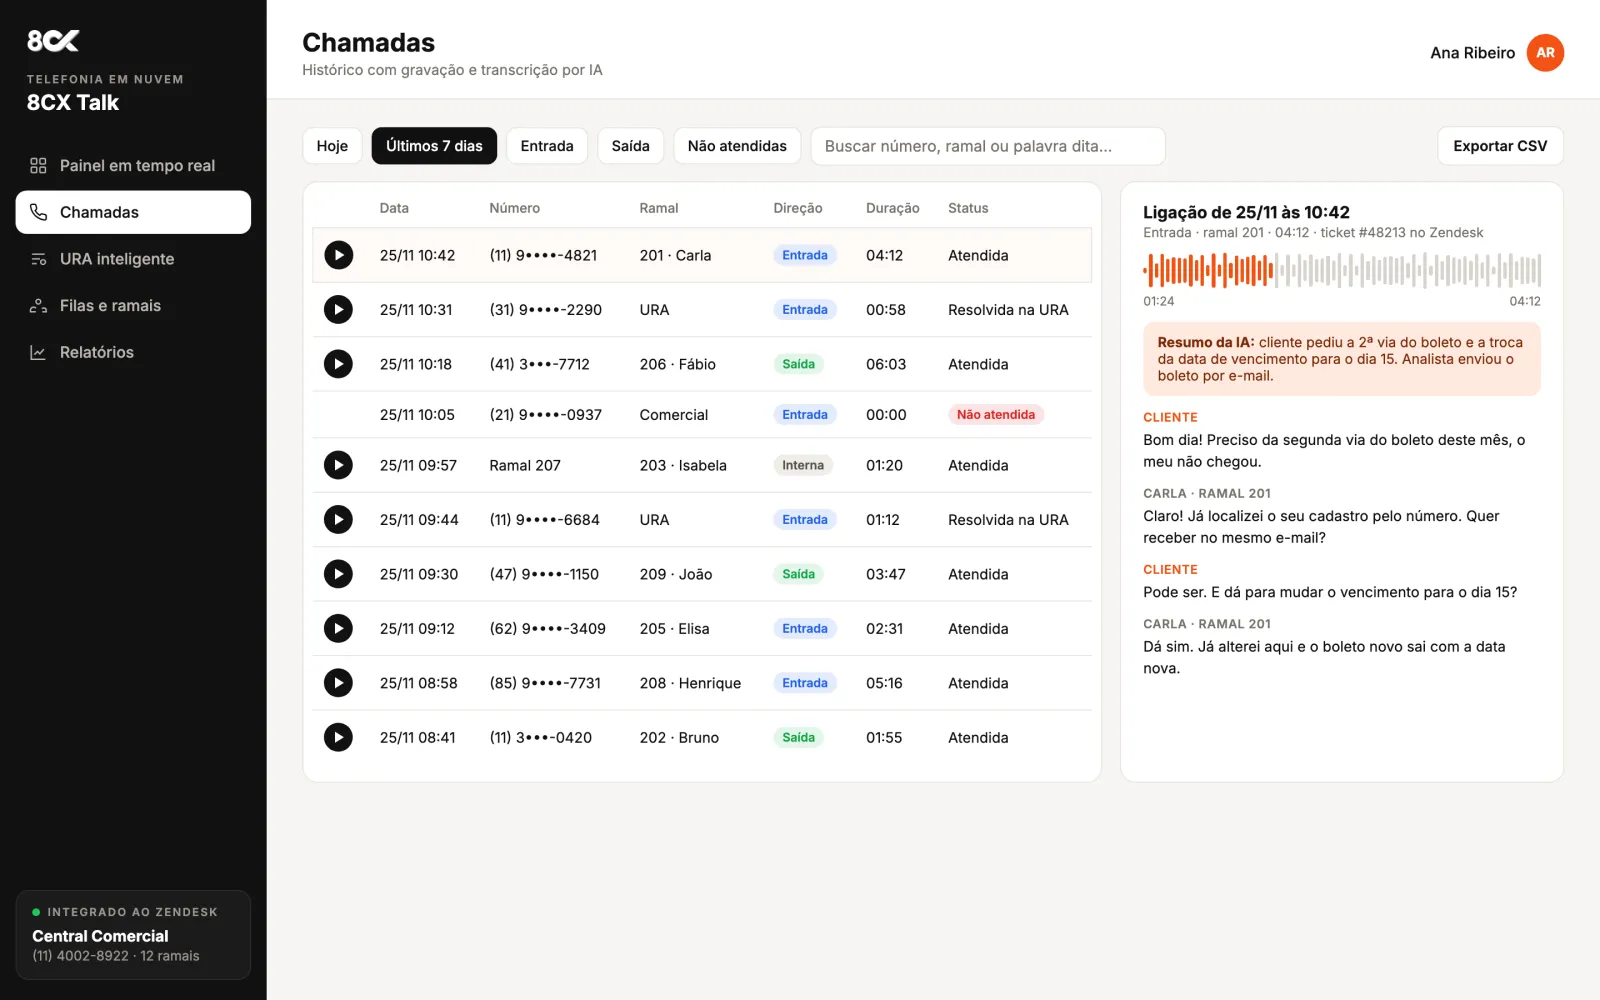 8CX
TELEFONIA EM NUVEM
8CX Talk
Painel em tempo real
Chamadas
URA inteligente
Filas e ramais
Relatórios
INTEGRADO AO ZENDESK
Central Comercial
(11) 4002-8922 · 12 ramais
Chamadas
Histórico com gravação e transcrição por IA
Ana Ribeiro AR
Hoje Últimos 7 dias Entrada Saída Não atendidas Buscar número, ramal ou palavra dita... Exportar CSV
Data Número Ramal Direção Duração Status
25/11 10:42 (11) 9••••-4821 201 · Carla Entrada 04:12 Atendida
25/11 10:31 (31) 9••••-2290 URA Entrada 00:58 Resolvida na URA
25/11 10:18 (41) 3•••-7712 206 · Fábio Saída 06:03 Atendida
25/11 10:05 (21) 9••••-0937 Comercial Entrada 00:00 Não atendida
25/11 09:57 Ramal 207 203 · Isabela Interna 01:20 Atendida
25/11 09:44 (11) 9••••-6684 URA Entrada 01:12 Resolvida na URA
25/11 09:30 (47) 9••••-1150 209 · João Saída 03:47 Atendida
25/11 09:12 (62) 9••••-3409 205 · Elisa Entrada 02:31 Atendida
25/11 08:58 (85) 9••••-7731 208 · Henrique Entrada 05:16 Atendida
25/11 08:41 (11) 3•••-0420 202 · Bruno Saída 01:55 Atendida
Ligação de 25/11 às 10:42
Entrada · ramal 201 · 04:12 · ticket #48213 no Zendesk
01:24 04:12
Resumo da IA: cliente pediu a 2ª via do boleto e a troca
da data de vencimento para o dia 15. Analista enviou o
boleto por e-mail.
CLIENTE
Bom dia! Preciso da segunda via do boleto deste mês, o
meu não chegou.
CARLA · RAMAL 201
Claro! Já localizei o seu cadastro pelo número. Quer
receber no mesmo e-mail?
CLIENTE
Pode ser. E dá para mudar o vencimento para o dia 15?
CARLA · RAMAL 201
Dá sim. Já alterei aqui e o boleto novo sai com a data
nova.